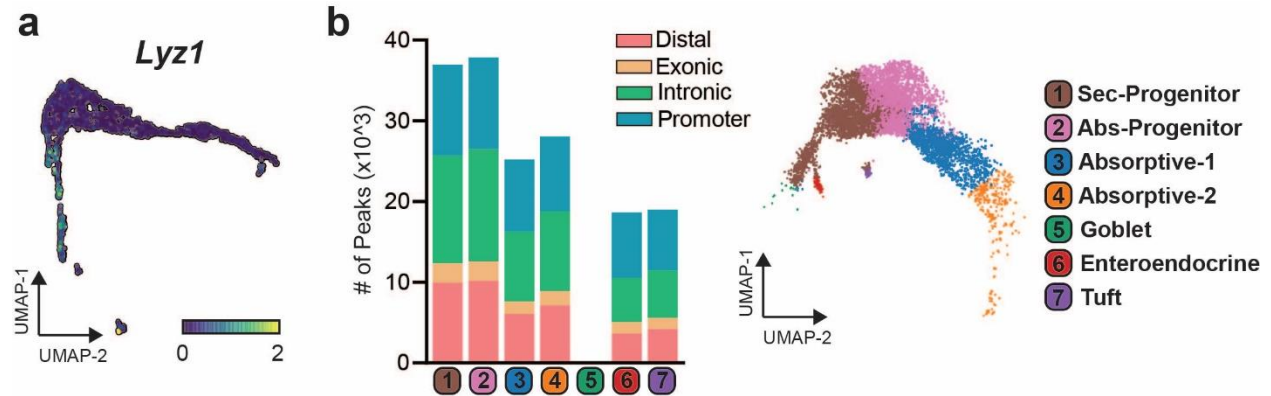 a
Lyz1
UMAP-1
UMAP-2
0 2
b
# of Peaks (x10^3)
40
30
20
10
0
1 2 3 4 5 6 7
Distal
Exonic
Intronic
Promoter
UMAP-1
UMAP-2
1 Sec-Progenitor
2 Abs-Progenitor
3 Absorptive-1
4 Absorptive-2
5 Goblet
6 Enteroendocrine
7 Tuft